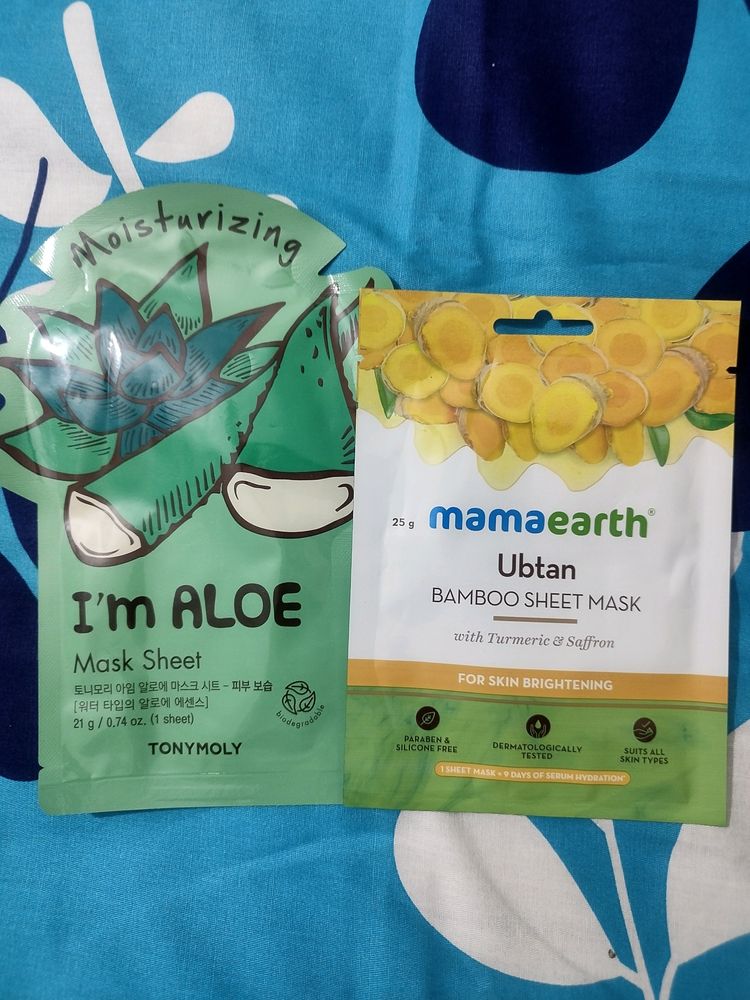 Moisturizing
I'm ALOE
Mask Sheet
토니모리 아임 알로에 마스크 시트 - 피부 보습
[워터 타입의 알로에 에센스]
21 g / 0.74 oz. (1 sheet)
biodegradable
TONYMOLY
25 g
mamaearth®
Ubtan
BAMBOO SHEET MASK
with Turmeric & Saffron
FOR SKIN BRIGHTENING
PARABEN &
SILICONE FREE
DERMATOLOGICALLY
TESTED
SUITS ALL
SKIN TYPES
1 SHEET MASK = 9 DAYS OF SERUM HYDRATION*